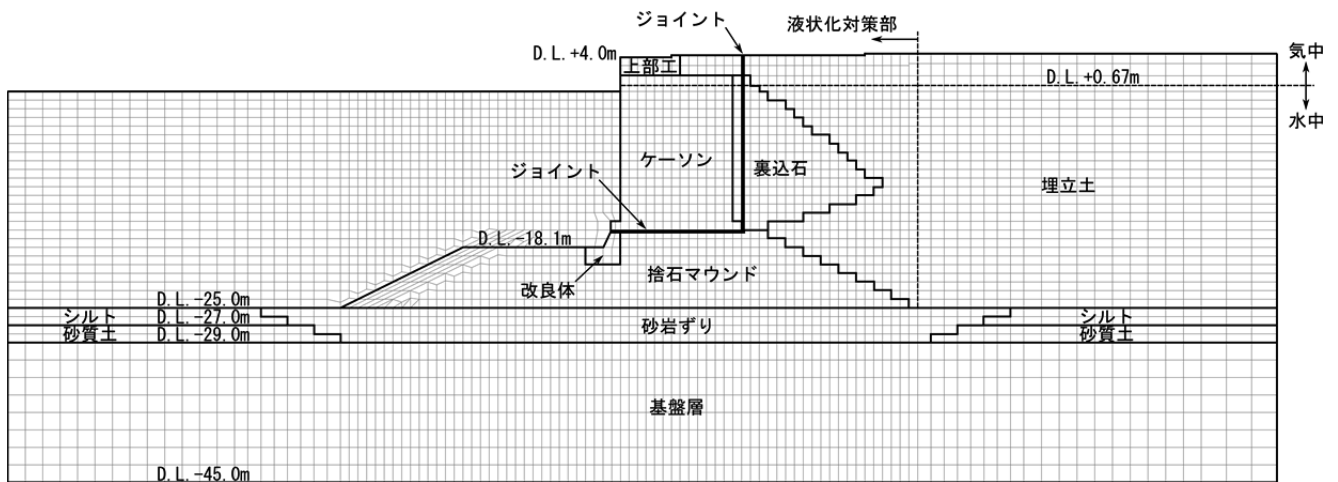 ジョイント
液状化対策部
D.L.+4.0m
上部工
気中
D.L.+0.67m
水中
ケーソン
裏込石
ジョイント
埋立土
D.L.-18.1m
捨石マウンド
改良体
D.L.-25.0m
シルト
D.L.-27.0m
砂岩ずり
シルト
砂質土
D.L.-29.0m
砂質土
基盤層
D.L.-45.0m